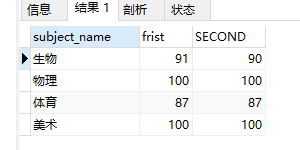 信息 结果 1 剖析 状态
subject_name frist SECOND
生物 91 90
物理 100 100
体育 87 87
美术 100 100